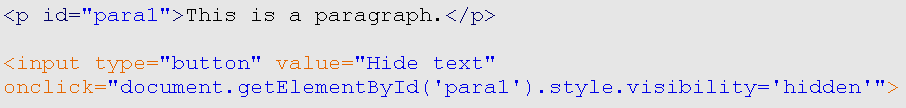 <p id="para1">This is a paragraph.</p>
<input type="button" value="Hide text"
onclick="document.getElementById('para1').style.visibility='hidden'">